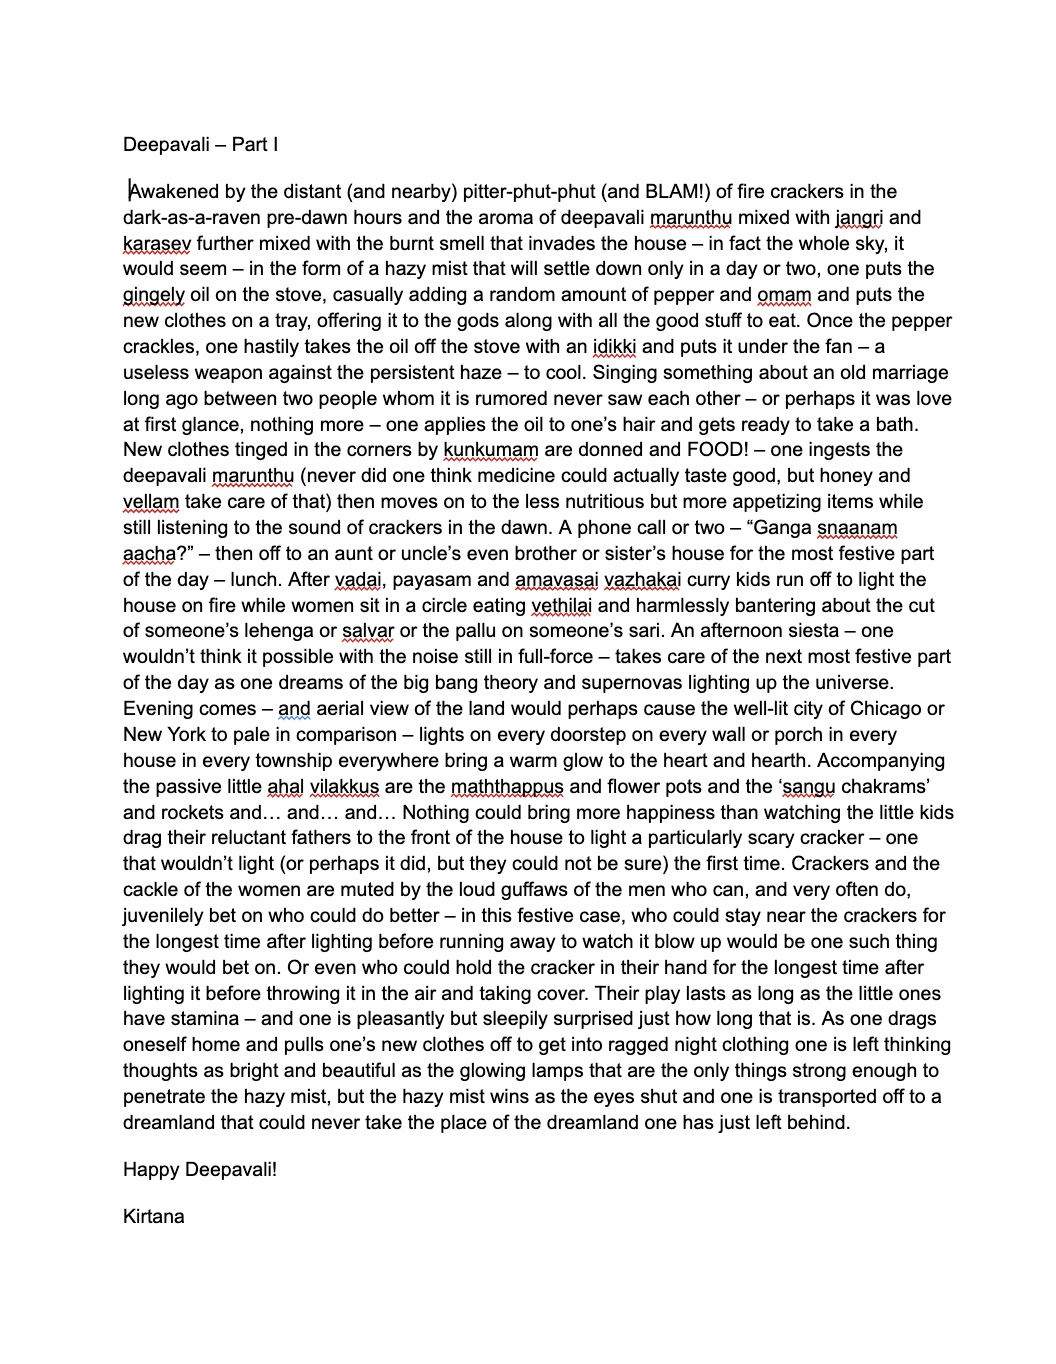 Deepavali – Part I
Awakened by the distant (and nearby) pitter-phut-phut (and BLAM!) of fire crackers in the
dark-as-a-raven pre-dawn hours and the aroma of deepavali marunthu mixed with jangri and
karasev further mixed with the burnt smell that invades the house – in fact the whole sky, it
would seem – in the form of a hazy mist that will settle down only in a day or two, one puts the
gingely oil on the stove, casually adding a random amount of pepper and omam and puts the
new clothes on a tray, offering it to the gods along with all the good stuff to eat. Once the pepper
crackles, one hastily takes the oil off the stove with an idikki and puts it under the fan – a
useless weapon against the persistent haze – to cool. Singing something about an old marriage
long ago between two people whom it is rumored never saw each other – or perhaps it was love
at first glance, nothing more – one applies the oil to one’s hair and gets ready to take a bath.
New clothes tinged in the corners by kunkumam are donned and FOOD! – one ingests the
deepavali marunthu (never did one think medicine could actually taste good, but honey and
vellam take care of that) then moves on to the less nutritious but more appetizing items while
still listening to the sound of crackers in the dawn. A phone call or two – “Ganga snaanam
aacha?” – then off to an aunt or uncle’s even brother or sister’s house for the most festive part
of the day – lunch. After vadai, payasam and amavasai vazhakai curry kids run off to light the
house on fire while women sit in a circle eating vethilai and harmlessly bantering about the cut
of someone’s lehenga or salvar or the pallu on someone’s sari. An afternoon siesta – one
wouldn’t think it possible with the noise still in full-force – takes care of the next most festive part
of the day as one dreams of the big bang theory and supernovas lighting up the universe.
Evening comes – and aerial view of the land would perhaps cause the well-lit city of Chicago or
New York to pale in comparison – lights on every doorstep on every wall or porch in every
house in every township everywhere bring a warm glow to the heart and hearth. Accompanying
the passive little ahal vilakkus are the maththappus and flower pots and the ‘sangu chakrams’
and rockets and… and… and… Nothing could bring more happiness than watching the little kids
drag their reluctant fathers to the front of the house to light a particularly scary cracker – one
that wouldn’t light (or perhaps it did, but they could not be sure) the first time. Crackers and the
cackle of the women are muted by the loud guffaws of the men who can, and very often do,
juvenilely bet on who could do better – in this festive case, who could stay near the crackers for
the longest time after lighting before running away to watch it blow up would be one such thing
they would bet on. Or even who could hold the cracker in their hand for the longest time after
lighting it before throwing it in the air and taking cover. Their play lasts as long as the little ones
have stamina – and one is pleasantly but sleepily surprised just how long that is. As one drags
oneself home and pulls one’s new clothes off to get into ragged night clothing one is left thinking
thoughts as bright and beautiful as the glowing lamps that are the only things strong enough to
penetrate the hazy mist, but the hazy mist wins as the eyes shut and one is transported off to a
dreamland that could never take the place of the dreamland one has just left behind.
Happy Deepavali!
Kirtana